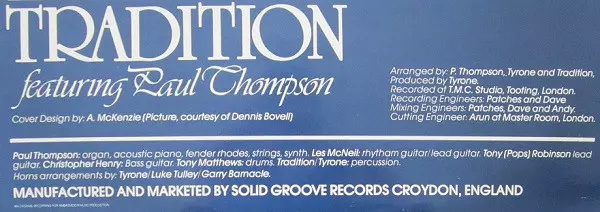 TRADITION
featuring Paul Thompson
Cover Design by: A. McKenzie (Picture, courtesy of Dennis Bovell)
Arranged by: P. Thompson, Tyrone and Tradition,
Produced by Tyrone.
Recorded at T.M.C. Studio, Tooting, London.
Recording Engineers: Patches and Dave
Mixing Engineers: Patches, Dave and Andy.
Cutting Engineer: Arun at Master Room, London.
Paul Thompson: organ, acoustic piano, fender rhodes, strings, synth. Les McNeil: rhytham guitar/lead guitar. Tony (Pops) Robinson lead
guitar. Christopher Henry: Bass guitar. Tony Matthews: drums. Tradition/Tyrone: percussion.
Horns arrangements by: Tyrone/Luke Tulley/Garry Barnacle.
MANUFACTURED AND MARKETED BY SOLID GROOVE RECORDS CROYDON, ENGLAND